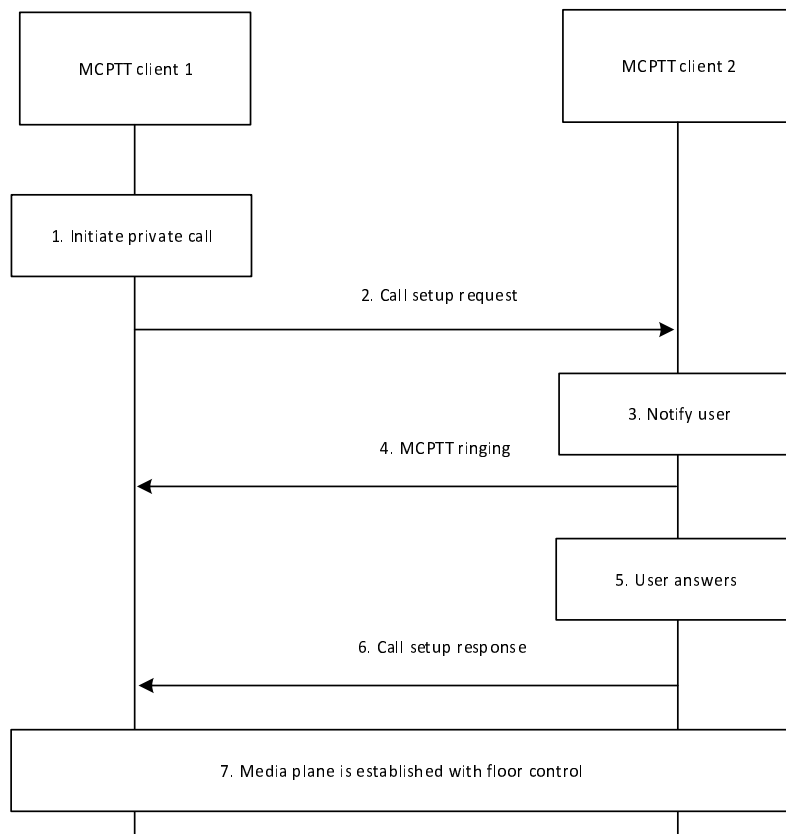 MCPTT client 1
MCPTT client 2
1. Initiate private call
2. Call setup request
3. Notify user
4. MCPTT ringing
5. User answers
6. Call setup response
7. Media plane is established with floor control